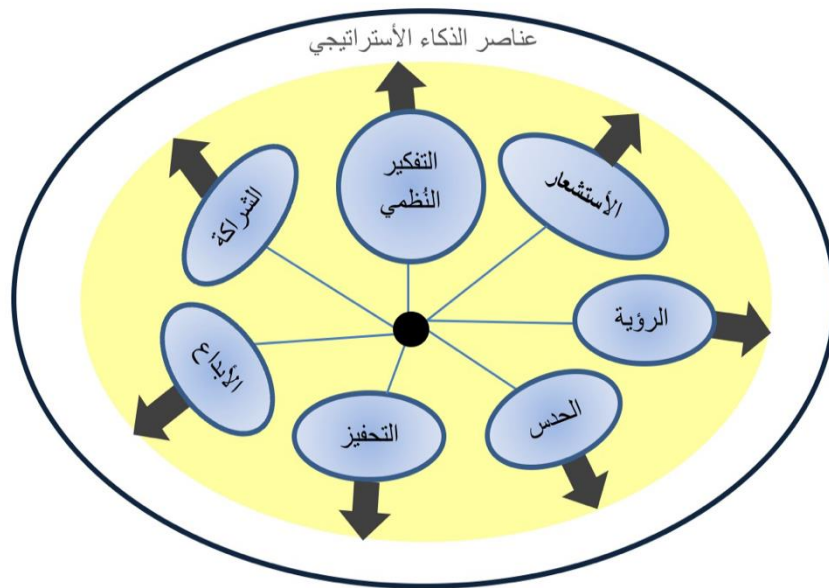 عناصر الذكاء الأستراتيجي
التفكير
النُظمي
الأستشعار
الرؤية
الحدس
التحفيز
الأبداع
الشراكة